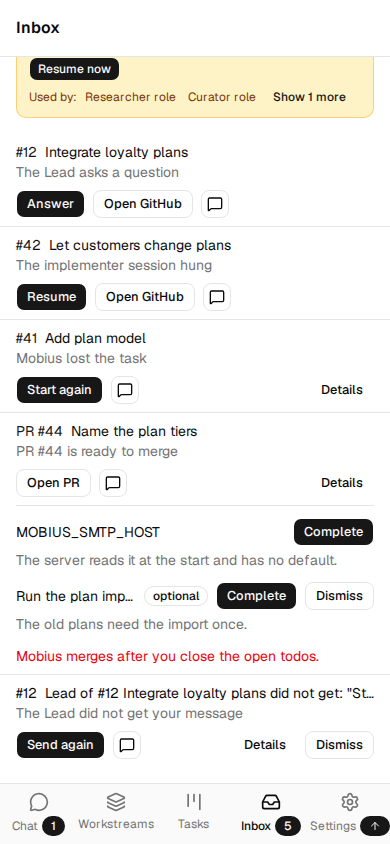 Inbox
Resume now
Used by: Researcher role Curator role Show 1 more
#12 Integrate loyalty plans
The Lead asks a question
Answer Open GitHub
#42 Let customers change plans
The implementer session hung
Resume Open GitHub
#41 Add plan model
Mobius lost the task
Start again Details
PR #44 Name the plan tiers
PR #44 is ready to merge
Open PR Details
MOBIUS_SMTP_HOST Complete
The server reads it at the start and has no default.
Run the plan imp... optional Complete Dismiss
The old plans need the import once.
Mobius merges after you close the open todos.
#12 Lead of #12 Integrate loyalty plans did not get: "St...
The Lead did not get your message
Send again Details Dismiss
Chat 1 Workstreams Tasks Inbox 5 Settings